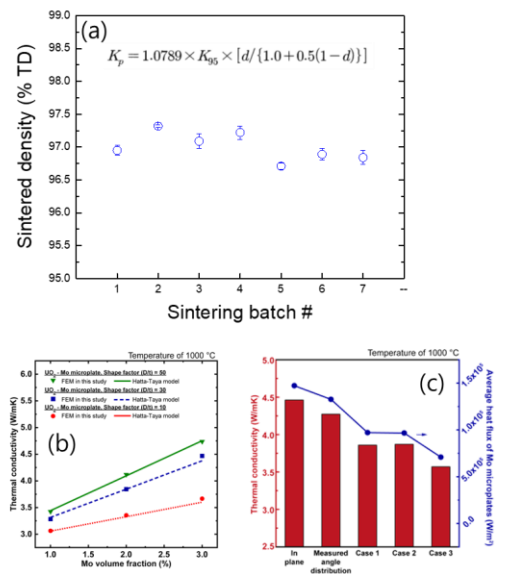 (a)
K_p = 1.0789 × K_95 × [d/{1.0 + 0.5(1 − d)}]
Sintered density (% TD)
99.0
98.5
98.0
97.5
97.0
96.5
96.0
95.5
95.0
1 2 3 4 5 6 7 --
Sintering batch #
Temperature of 1000 °C
UO₂ - Mo microplate, Shape factor (D/t) = 50
FEM in this study Hatta-Taya model
UO₂ - Mo microplate, Shape factor (D/t) = 30
FEM in this study Hatta-Taya model
UO₂ - Mo microplate, Shape factor (D/t) = 10
FEM in this study Hatta-Taya model
(b)
Thermal conductivity (W/mK)
6.0
5.5
5.0
4.5
4.0
3.5
3.0
1.0 2.0 3.0
Mo volume fraction (%)
Temperature of 1000 °C
(c)
Thermal conductivity (W/mK)
5.0
4.5
4.0
3.5
3.0
2.5
In plane
Measured angle distribution
Case 1
Case 2
Case 3
1.5x10⁶
1.0x10⁶
5.0x10⁵
0.0
Average heat flux of Mo microplates (W/m²)